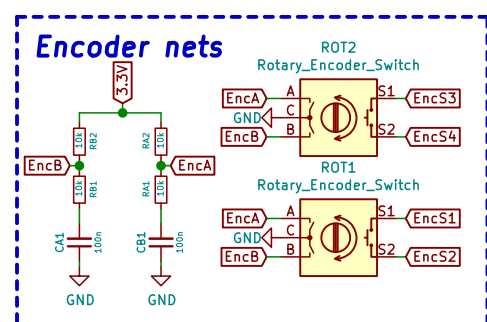 Encoder nets
3.3V
10k
RB2
10k
RA2
EncB
EncA
10k
RB1
10k
RA1
CA1
100n
CB1
100n
GND
GND
ROT2
Rotary_Encoder_Switch
EncA
A
S1
EncS3
GND
C
EncB
B
S2
EncS4
ROT1
Rotary_Encoder_Switch
EncA
A
S1
EncS1
GND
C
EncB
B
S2
EncS2